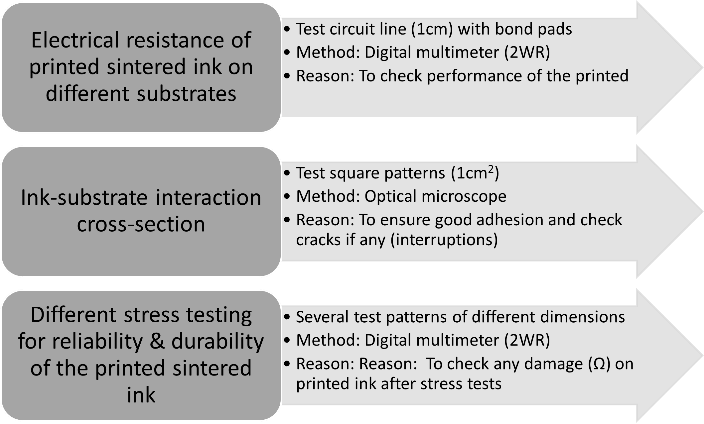 Electrical resistance of
printed sintered ink on
different substrates
• Test circuit line (1cm) with bond pads
• Method: Digital multimeter (2WR)
• Reason: To check performance of the printed
Ink-substrate interaction
cross-section
• Test square patterns (1cm²)
• Method: Optical microscope
• Reason: To ensure good adhesion and check
cracks if any (interruptions)
Different stress testing
for reliability & durability
of the printed sintered
ink
• Several test patterns of different dimensions
• Method: Digital multimeter (2WR)
• Reason: Reason:  To check any damage (Ω) on
printed ink after stress tests